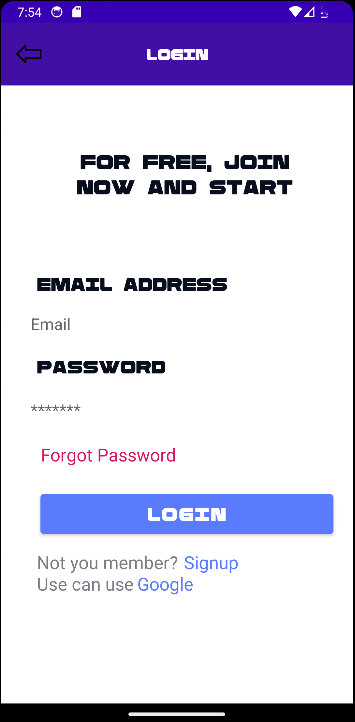 7:54
LOGIN
FOR FREE, JOIN
NOW AND START
EMAIL ADDRESS
Email
PASSWORD
*******
Forgot Password
LOGIN
Not you member? Signup
Use can use Google